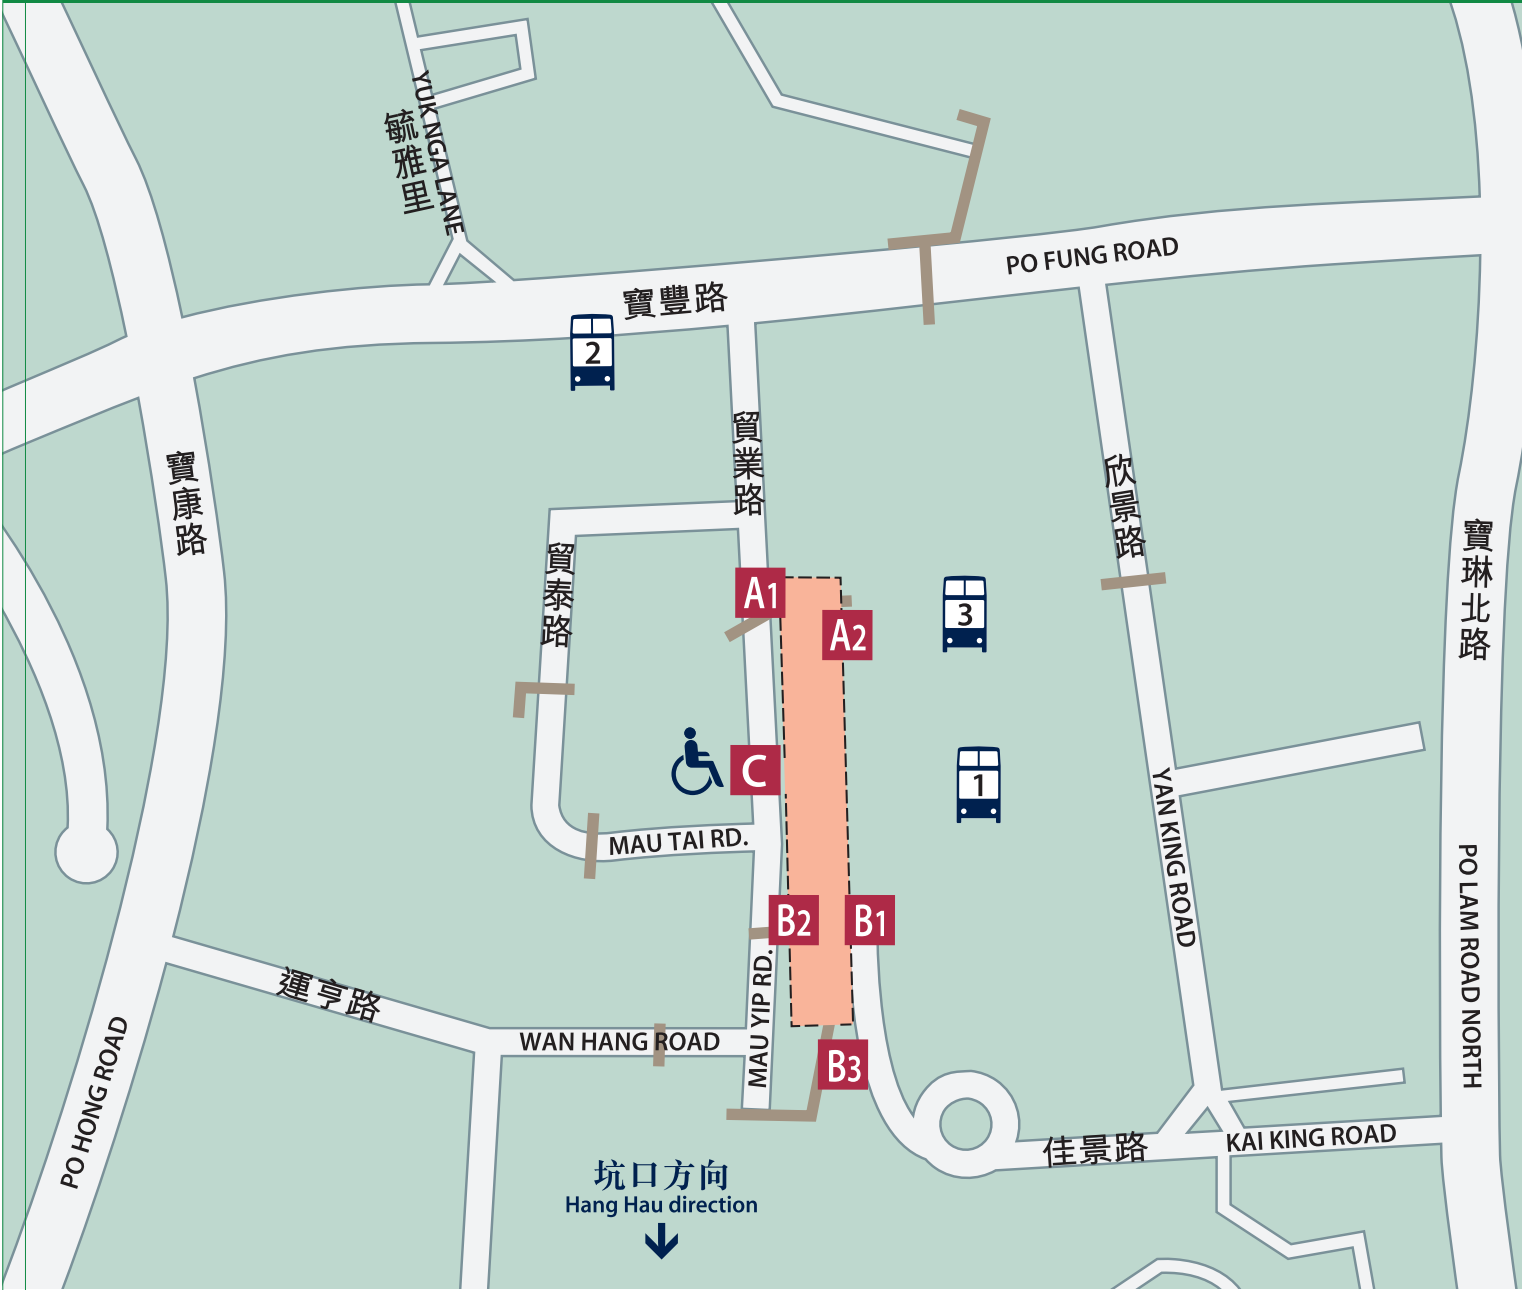 YUK NGA LANE
毓雅里
PO FUNG ROAD
寶豐路
2
貿業路
寶康路
欣景路
寶琳北路
貿泰路
A1
A2
3
C
1
MAU TAI RD.
YAN KING ROAD
PO LAM ROAD NORTH
B2
B1
運亨路
WAN HANG ROAD
MAU YIP RD.
PO HONG ROAD
B3
佳景路
KAI KING ROAD
坑口方向
Hang Hau direction